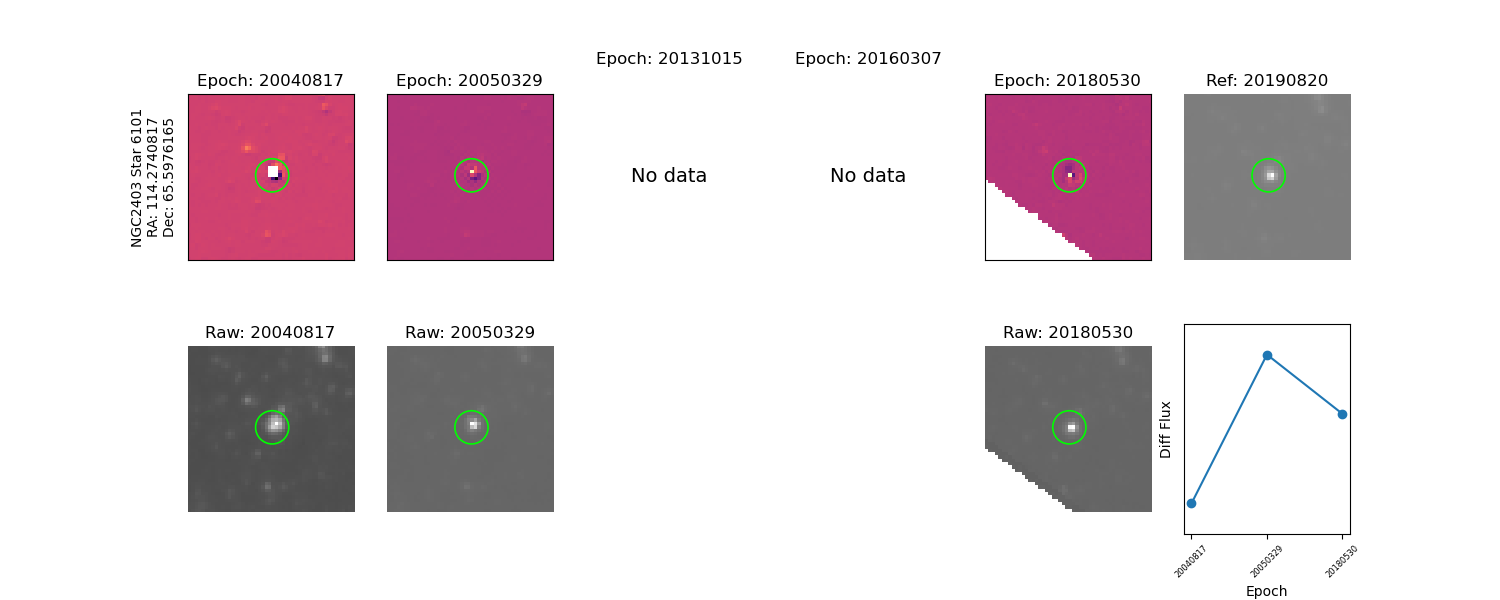 Epoch: 20131015
Epoch: 20160307
Epoch: 20040817
Epoch: 20050329
Epoch: 20180530
Ref: 20190820
NGC2403 Star 6101
RA: 114.2740817
Dec: 65.5976165
No data
No data
Raw: 20040817
Raw: 20050329
Raw: 20180530
Diff Flux
20040817
20050329
20180530
Epoch